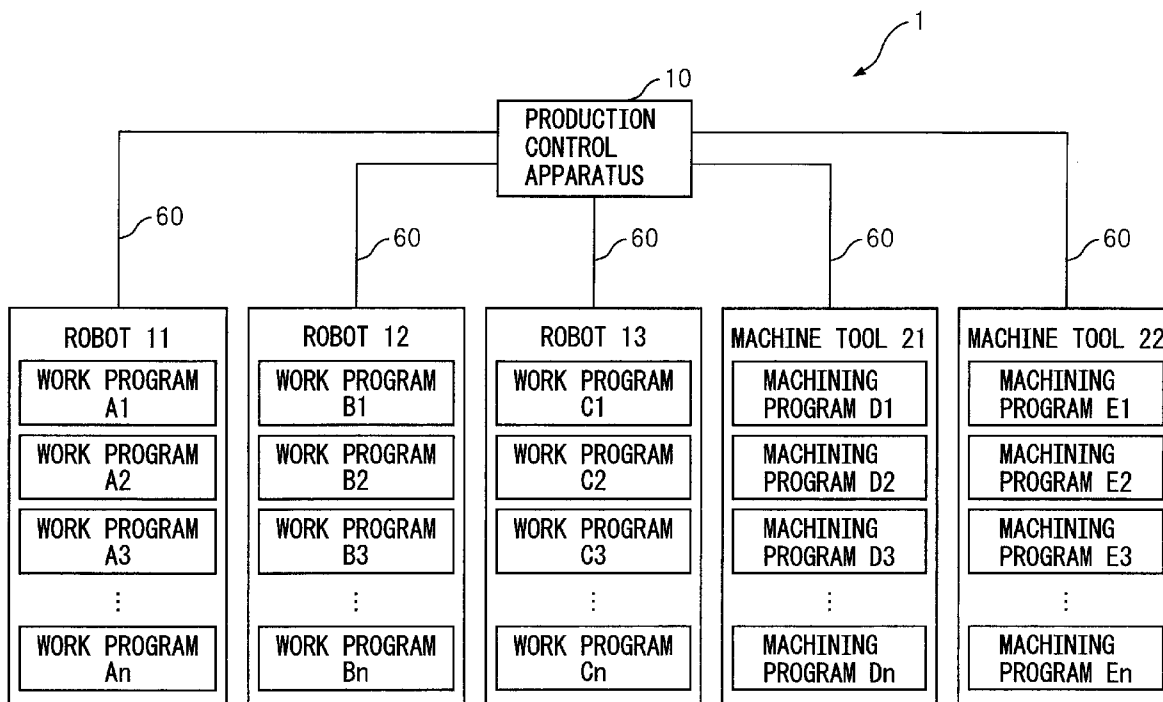 1
10
PRODUCTION
CONTROL
APPARATUS
60
60
60
60
60
ROBOT 11
WORK PROGRAM
A1
WORK PROGRAM
A2
WORK PROGRAM
A3
⋮
WORK PROGRAM
An
ROBOT 12
WORK PROGRAM
B1
WORK PROGRAM
B2
WORK PROGRAM
B3
⋮
WORK PROGRAM
Bn
ROBOT 13
WORK PROGRAM
C1
WORK PROGRAM
C2
WORK PROGRAM
C3
⋮
WORK PROGRAM
Cn
MACHINE TOOL 21
MACHINING
PROGRAM D1
MACHINING
PROGRAM D2
MACHINING
PROGRAM D3
⋮
MACHINING
PROGRAM Dn
MACHINE TOOL 22
MACHINING
PROGRAM E1
MACHINING
PROGRAM E2
MACHINING
PROGRAM E3
⋮
MACHINING
PROGRAM En